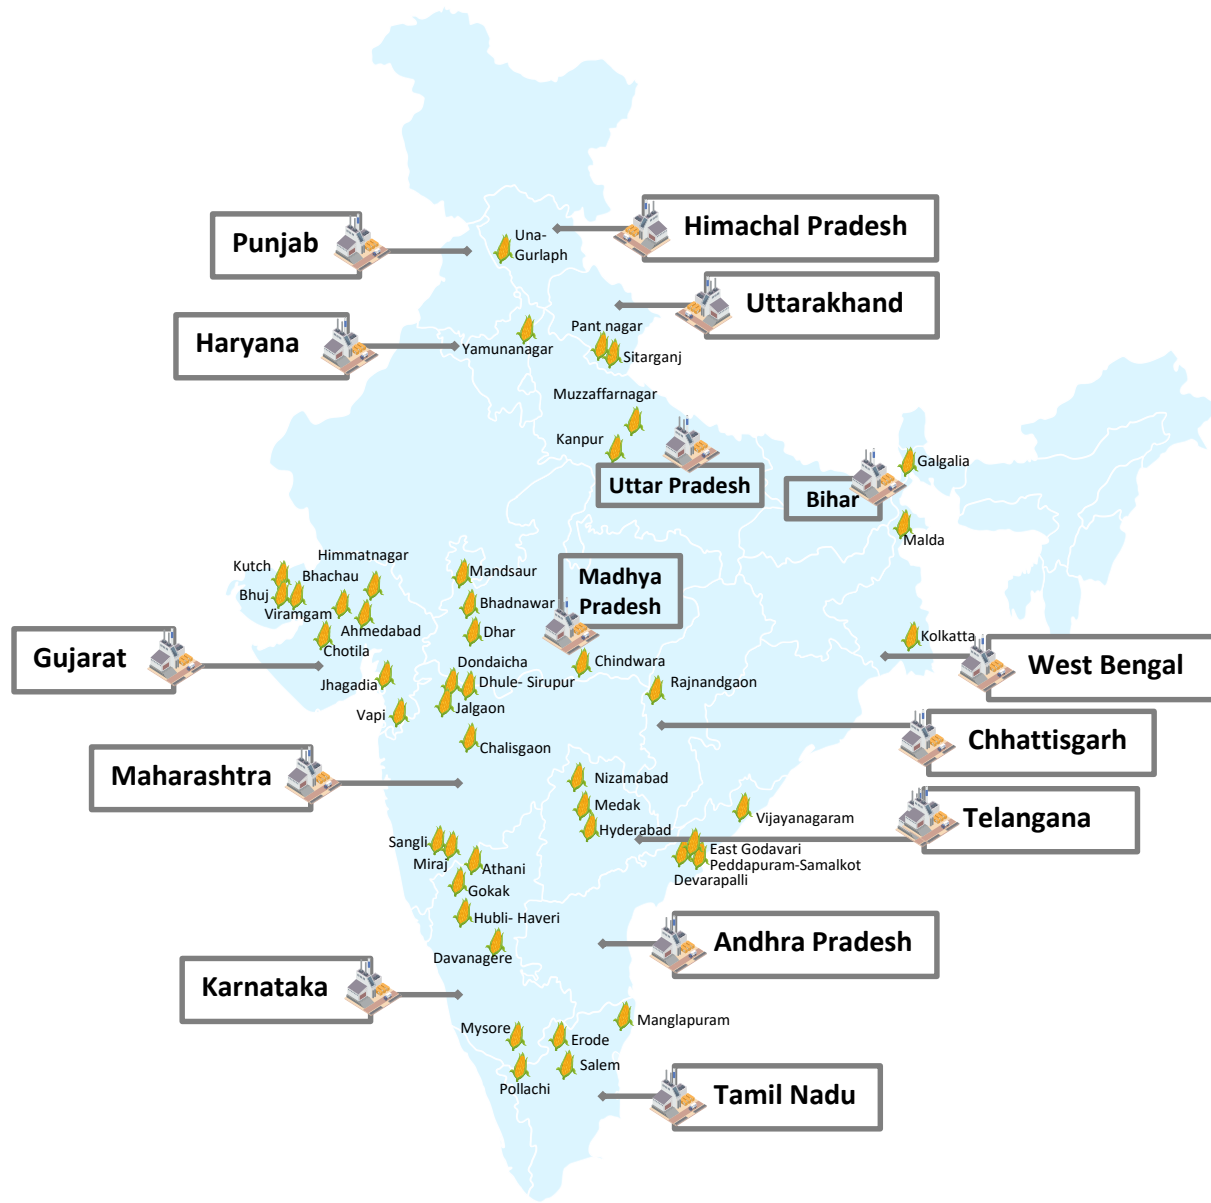 Punjab
Una-
Gurlaph
Himachal Pradesh
Uttarakhand
Haryana
Yamunanagar
Pant nagar
Sitarganj
Muzzaffarnagar
Kanpur
Uttar Pradesh
Bihar
Galgalia
Malda
Himmatnagar
Kutch
Bhachau
Bhuj
Viramgam
Ahmedabad
Chotila
Mandsaur
Bhadnawar
Dhar
Madhya
Pradesh
Gujarat
Jhagadia
Vapi
Dondaicha
Dhule- Sirupur
Jalgaon
Chalisgaon
Chindwara
Rajnandgaon
Kolkatta
West Bengal
Chhattisgarh
Maharashtra
Nizamabad
Medak
Hyderabad
Vijayanagaram
Telangana
East Godavari
Peddapuram-Samalkot
Devarapalli
Sangli
Miraj
Athani
Gokak
Hubli- Haveri
Davanagere
Andhra Pradesh
Karnataka
Mysore
Erode
Manglapuram
Pollachi
Salem
Tamil Nadu